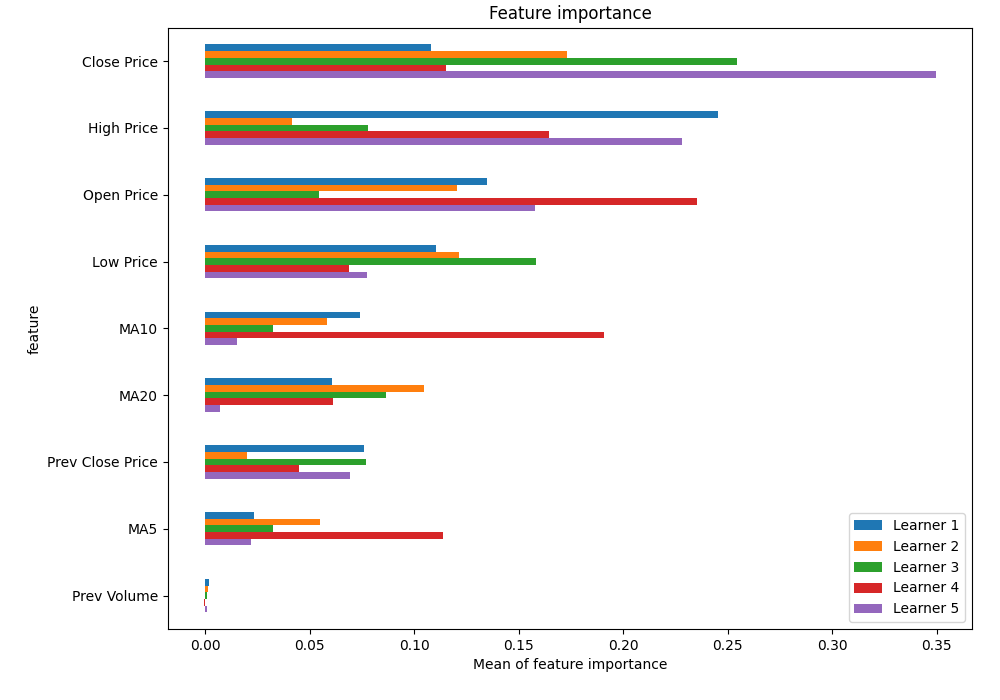 Feature importance
Close Price
High Price
Open Price
Low Price
MA10
MA20
Prev Close Price
MA5
Prev Volume
feature
Learner 1
Learner 2
Learner 3
Learner 4
Learner 5
0.00 0.05 0.10 0.15 0.20 0.25 0.30 0.35
Mean of feature importance